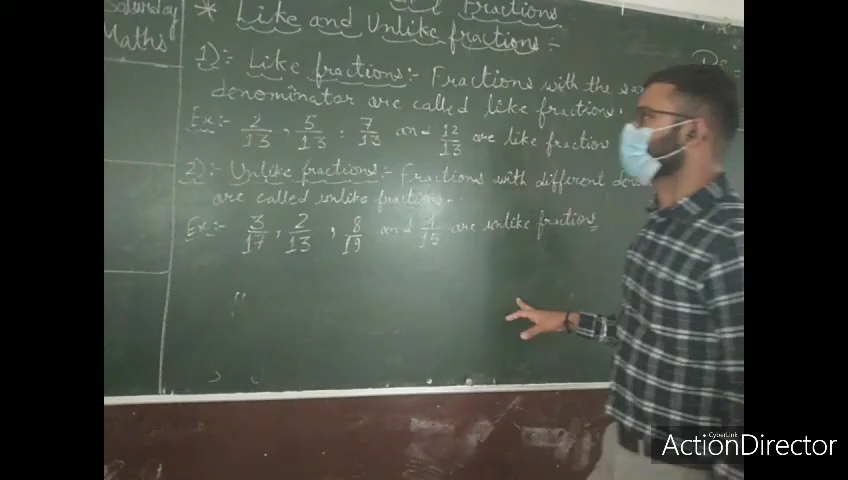 Saturday
Maths
Fractions
* Like and Unlike fractions :-
1) :- Like fractions :- Fractions with the
denominator are called like fractions.
Ex :- 2/13 , 5/13 , 7/13 and 12/13 are like fraction
2) :- Unlike fractions :- Fractions with different
are called unlike fractions.
Ex :- 3/17 , 2/13 , 8/19 and 4/15 are unlike fractions
CyberLink
ActionDirector